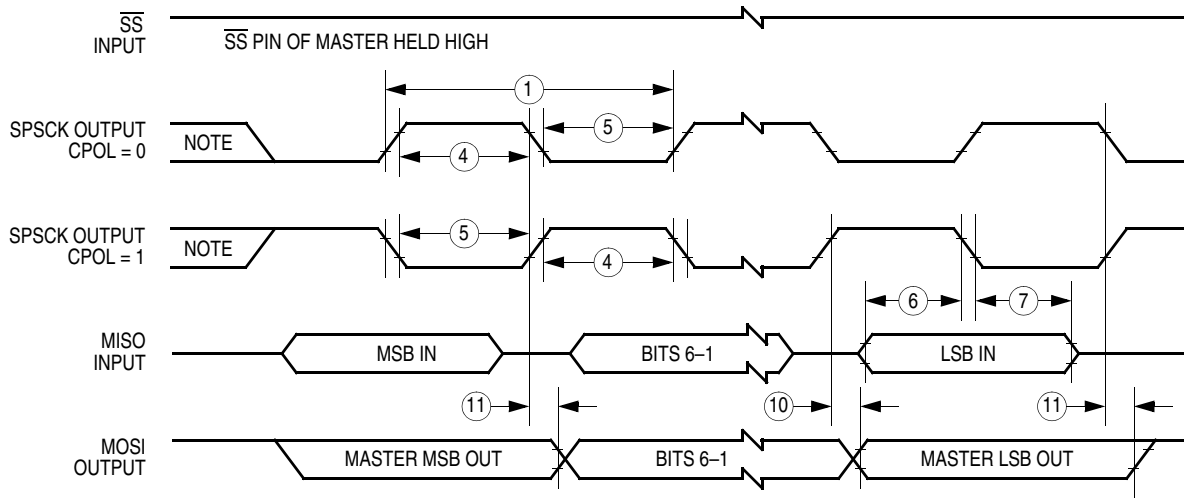 SS
INPUT
SS PIN OF MASTER HELD HIGH
1
SPSCK OUTPUT
CPOL = 0
NOTE
5
4
SPSCK OUTPUT
CPOL = 1
NOTE
5
4
6
7
MISO
INPUT
MSB IN
BITS 6–1
LSB IN
11
10
11
MOSI
OUTPUT
MASTER MSB OUT
BITS 6–1
MASTER LSB OUT